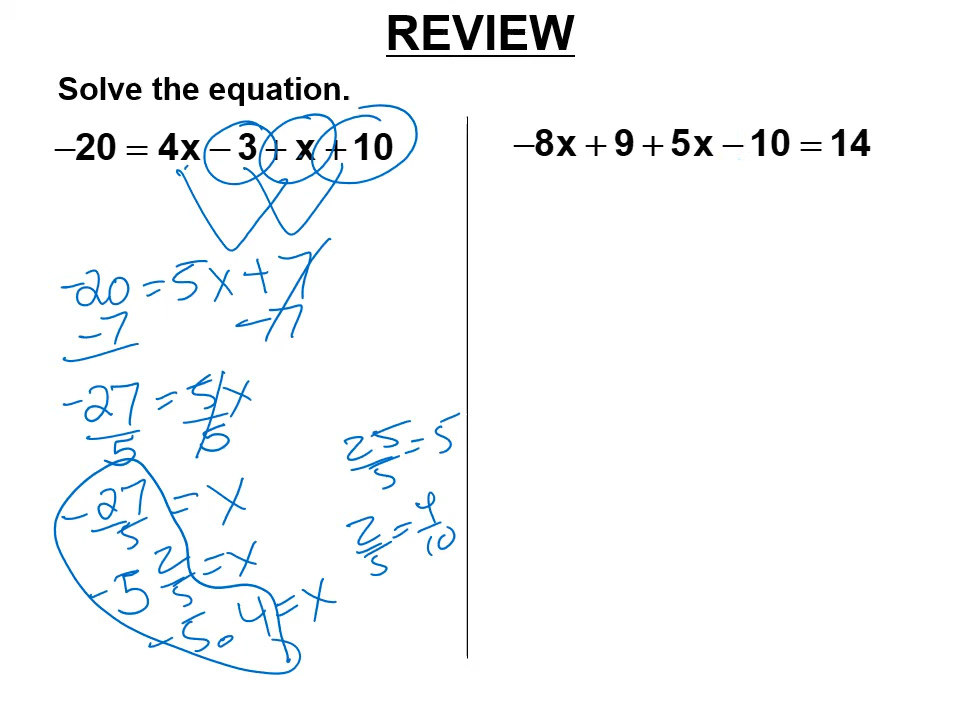 REVIEW
Solve the equation.
−20 = 4x − 3 + x + 10
-20 = 5x + 7
-7 -7
-27/5 = 5x/5
-27/5 = x
-5 2/5 = x
-5.4 = x
25/5 = 5
2/5 = 4/10
−8x + 9 + 5x − 10 = 14